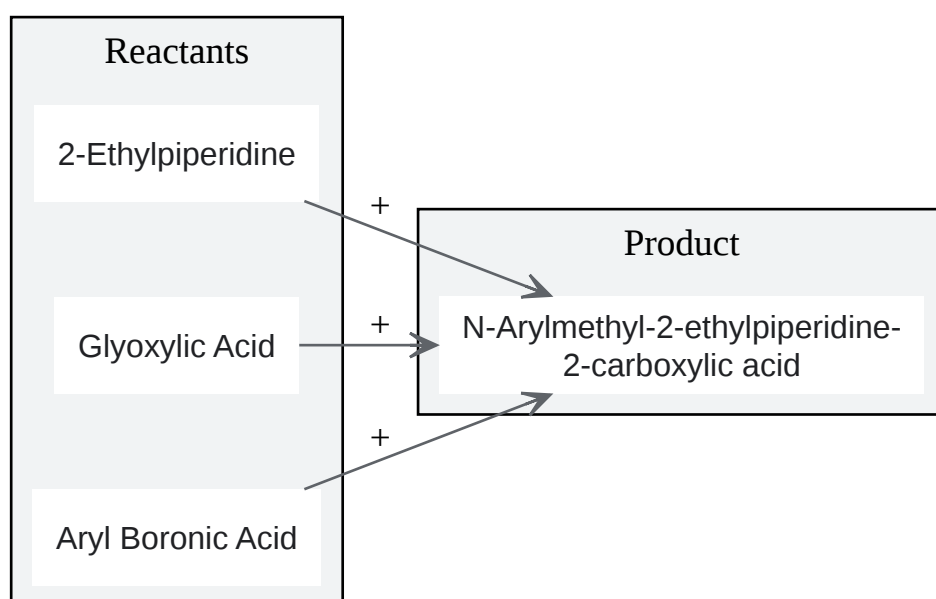 Reactants
2-Ethylpiperidine
+
Product
Glyoxylic Acid
+
N-Arylmethyl-2-ethylpiperidine-
2-carboxylic acid
+
Aryl Boronic Acid